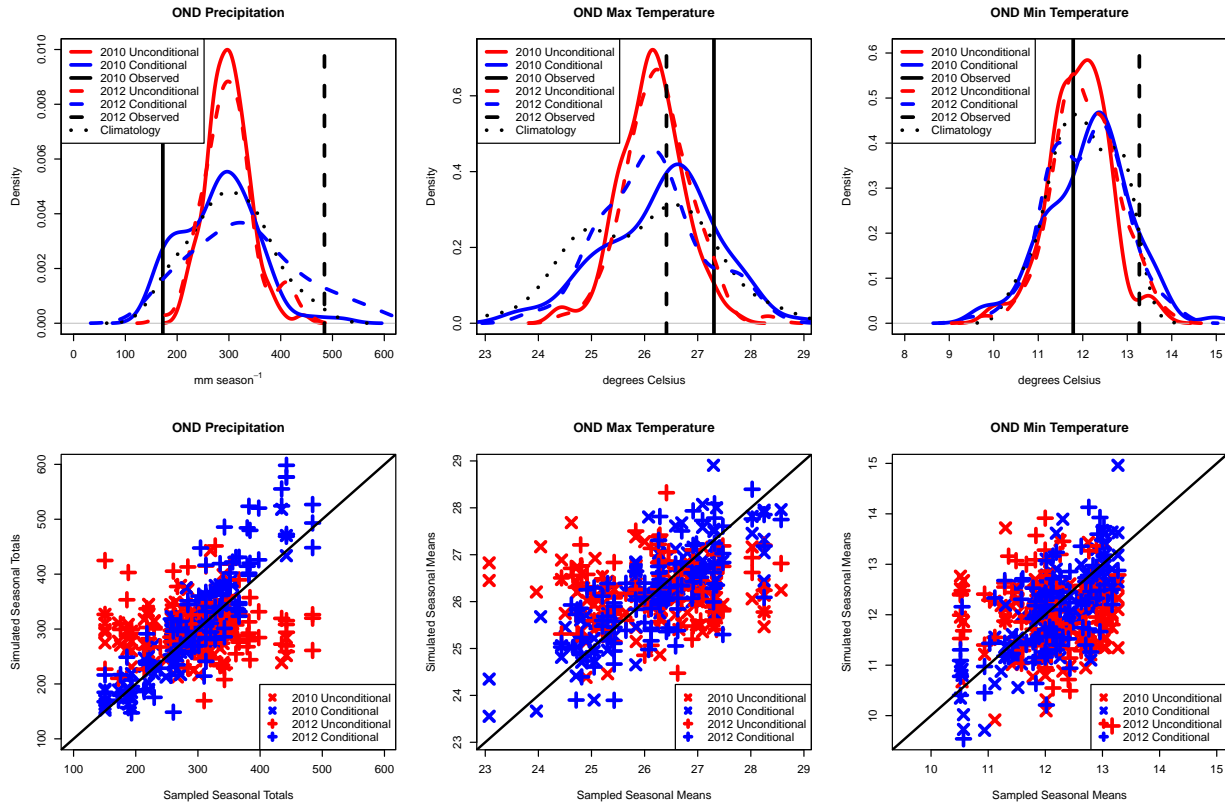 OND Precipitation
2010 Unconditional
2010 Conditional
2010 Observed
2012 Unconditional
2012 Conditional
2012 Observed
Climatology
Density
0.000
0.002
0.004
0.006
0.008
0.010
0
100
200
300
400
500
600
mm season⁻¹
OND Max Temperature
2010 Unconditional
2010 Conditional
2010 Observed
2012 Unconditional
2012 Conditional
2012 Observed
Climatology
Density
0.0
0.2
0.4
0.6
23
24
25
26
27
28
29
degrees Celsius
OND Min Temperature
2010 Unconditional
2010 Conditional
2010 Observed
2012 Unconditional
2012 Conditional
2012 Observed
Climatology
Density
0.0
0.1
0.2
0.3
0.4
0.5
0.6
8
9
10
11
12
13
14
15
degrees Celsius
OND Precipitation
Simulated Seasonal Totals
100
200
300
400
500
600
2010 Unconditional
2010 Conditional
2012 Unconditional
2012 Conditional
100
200
300
400
500
600
Sampled Seasonal Totals
OND Max Temperature
Simulated Seasonal Means
23
24
25
26
27
28
29
2010 Unconditional
2010 Conditional
2012 Unconditional
2012 Conditional
23
24
25
26
27
28
29
Sampled Seasonal Means
OND Min Temperature
Simulated Seasonal Means
10
11
12
13
14
15
2010 Unconditional
2010 Conditional
2012 Unconditional
2012 Conditional
10
11
12
13
14
15
Sampled Seasonal Means